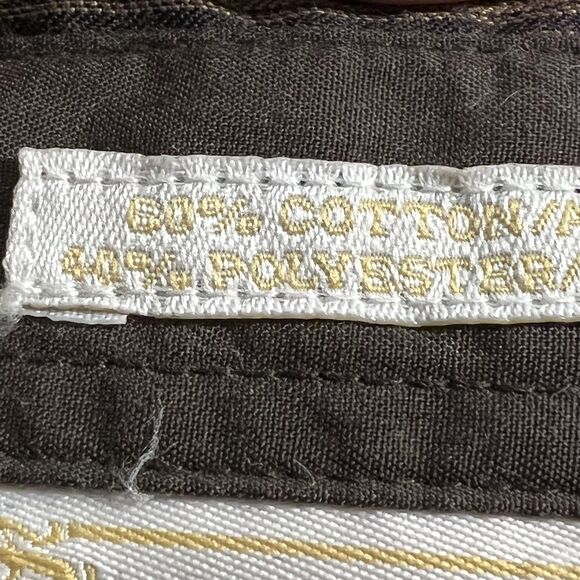 60% COTTON/A
40% POLYESTER/